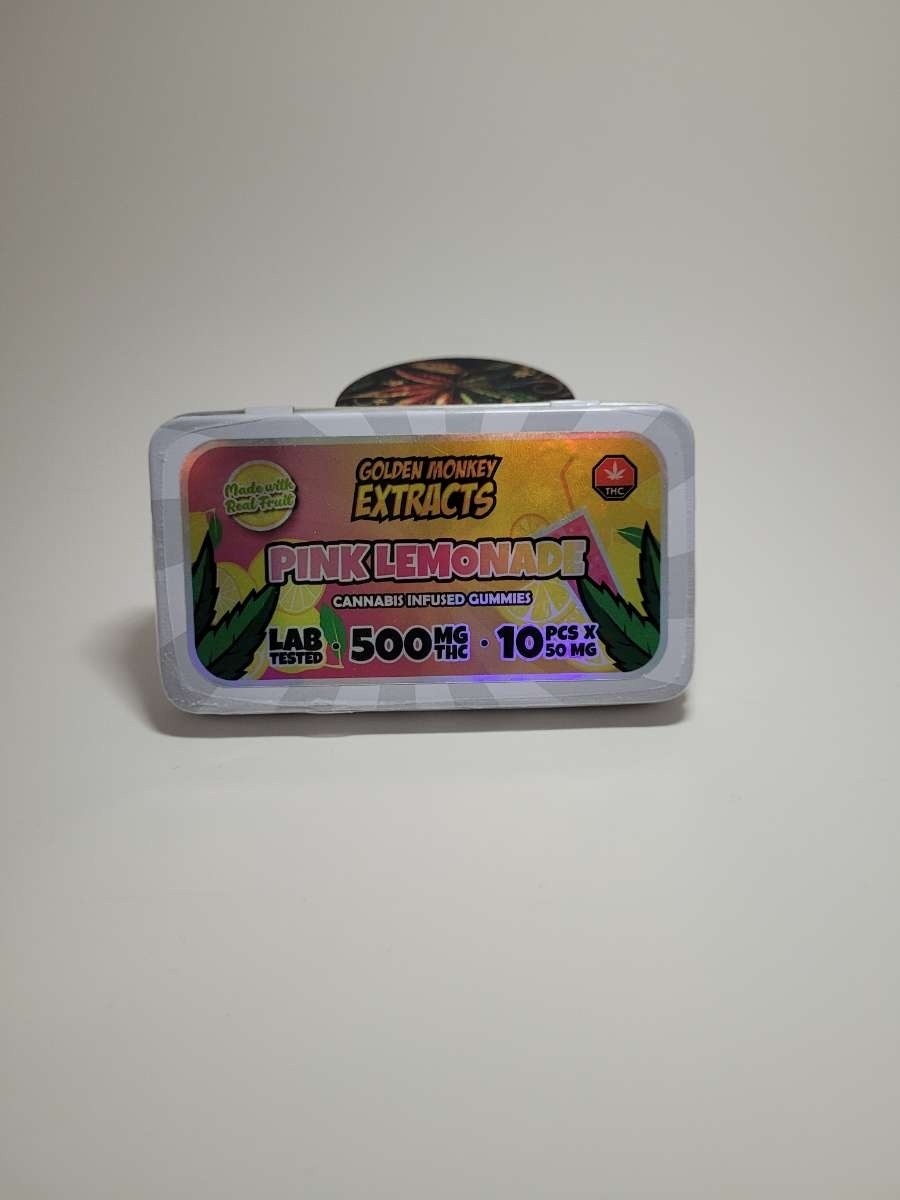 Made with
Real Fruit
GOLDEN MONKEY
EXTRACTS
THC
PINK LEMONADE
CANNABIS INFUSED GUMMIES
LAB TESTED · 500 MG THC · 10 PCS X 50 MG